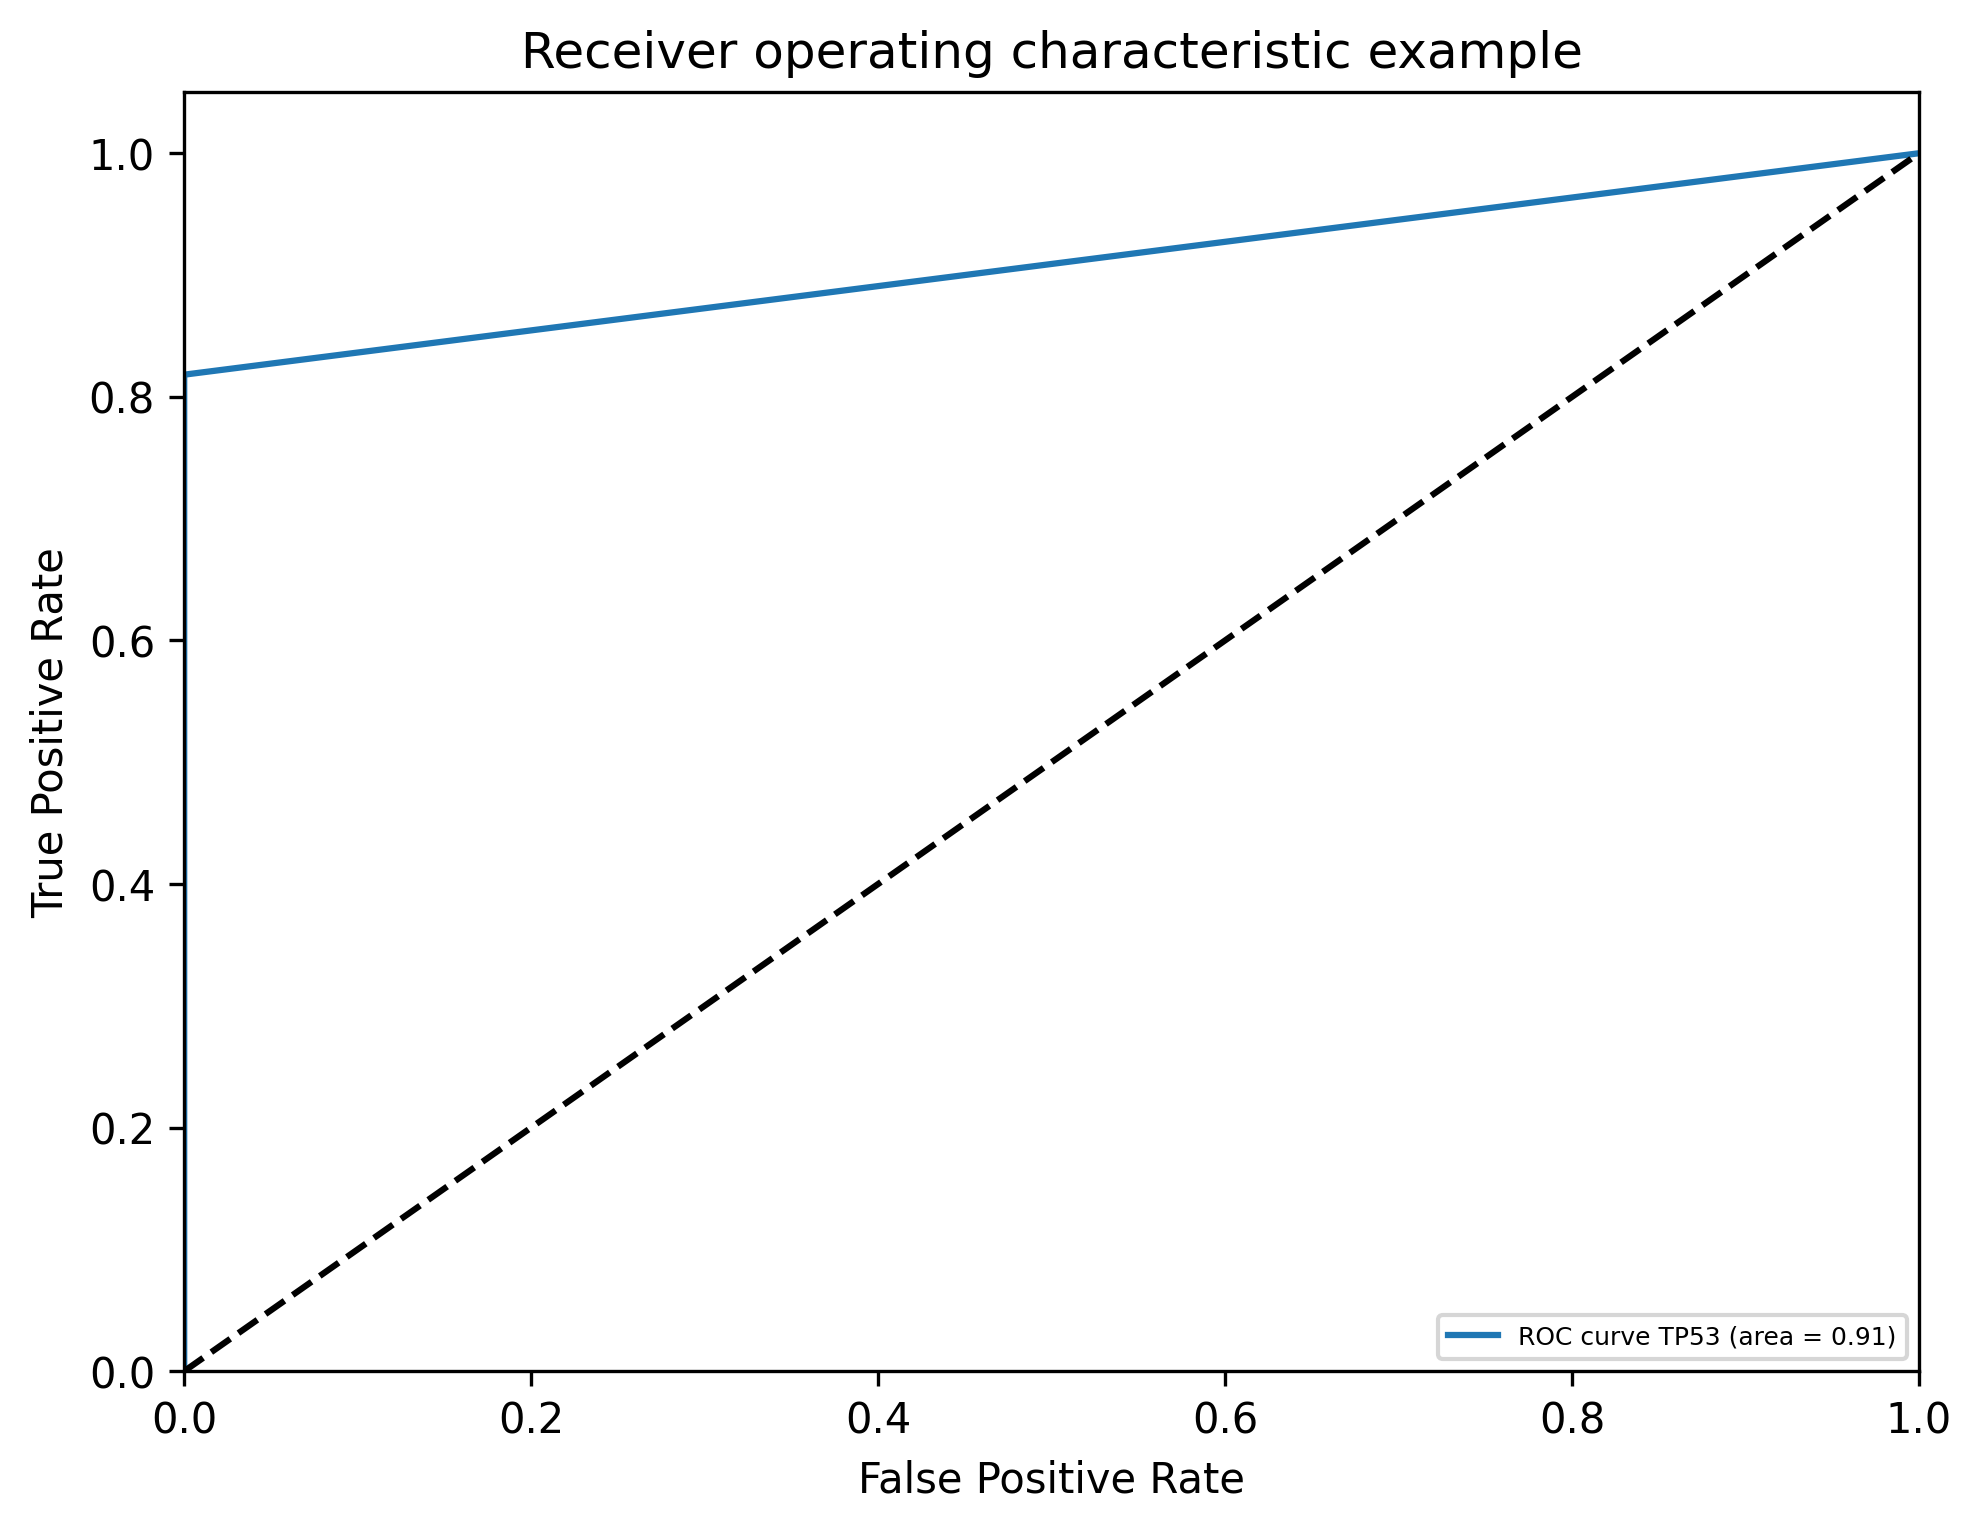 Receiver operating characteristic example
1.0
0.8
0.6
0.4
0.2
0.0
True Positive Rate
ROC curve TP53 (area = 0.91)
0.0 0.2 0.4 0.6 0.8 1.0
False Positive Rate